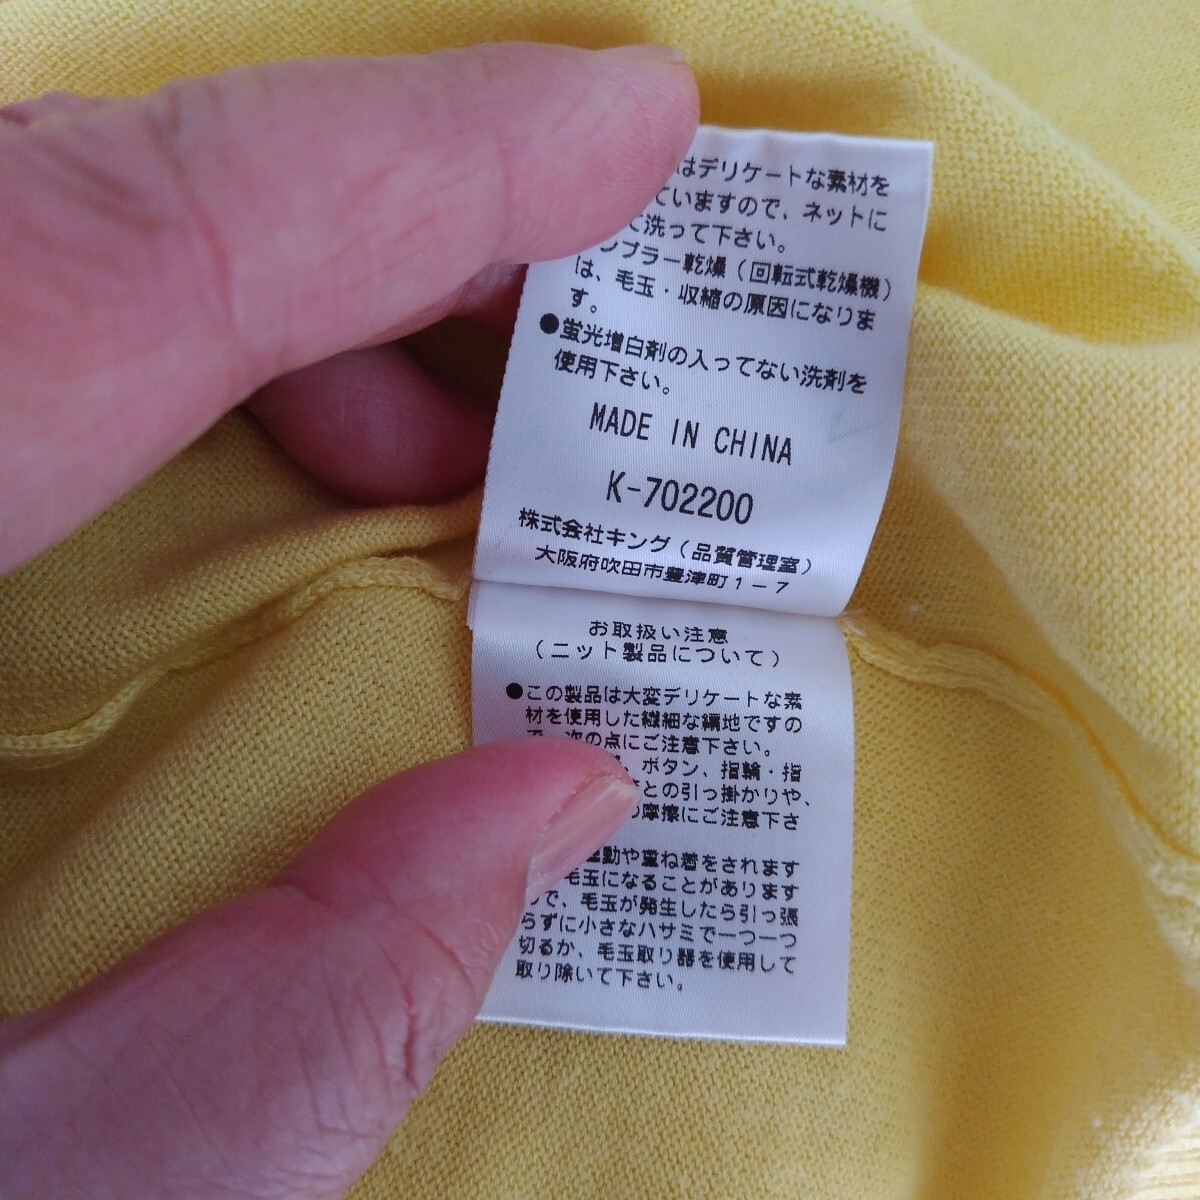 はデリケートな素材を
ていますので、ネットに
て洗って下さい。
ンブラー乾燥（回転式乾燥機）
は、毛玉・収縮の原因になりま
す。
●蛍光増白剤の入ってない洗剤を
使用下さい。
MADE IN CHINA
K-702200
株式会社キング（品質管理室）
大阪府吹田市豊津町1-7
お取扱い注意
（ニット製品について）
●この製品は大変デリケートな素
材を使用した繊細な編地ですの
で、次の点にご注意下さい。
、ボタン、指輪・指
との引っ掛かりや、
摩擦にご注意下さ
運動や重ね着をされます
毛玉になることがあります
で、毛玉が発生したら引っ張
らずに小さなハサミで一つ一つ
切るか、毛玉取り器を使用して
取り除いて下さい。